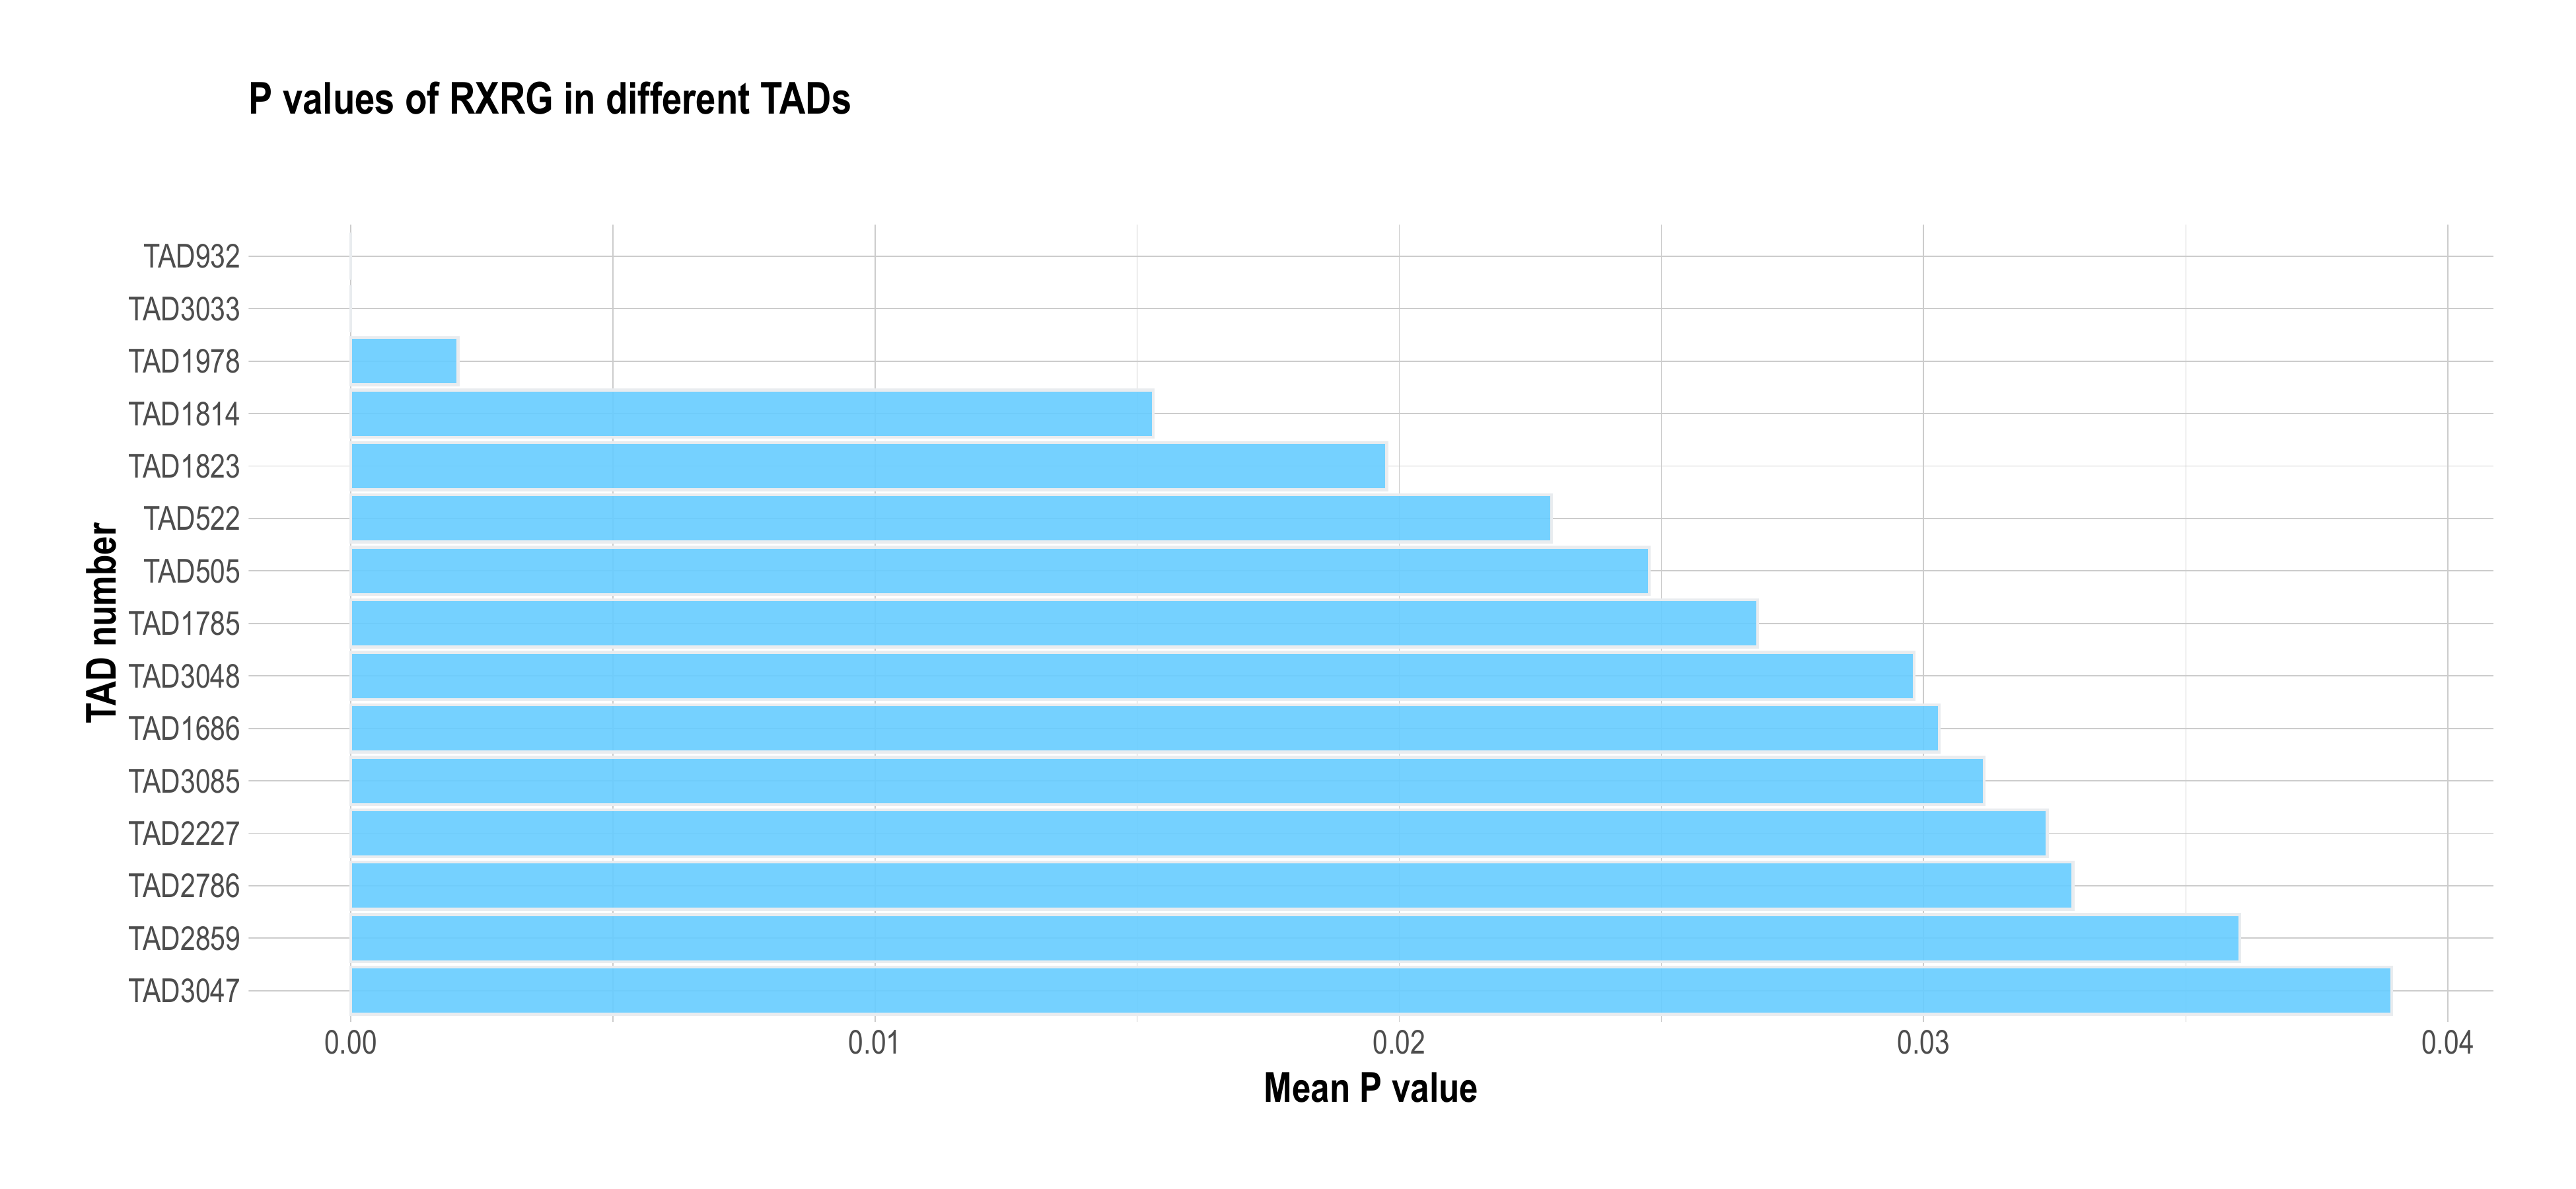 P values of RXRG in different TADs
TAD number
TAD932
TAD3033
TAD1978
TAD1814
TAD1823
TAD522
TAD505
TAD1785
TAD3048
TAD1686
TAD3085
TAD2227
TAD2786
TAD2859
TAD3047
0.00 0.01 0.02 0.03 0.04
Mean P value